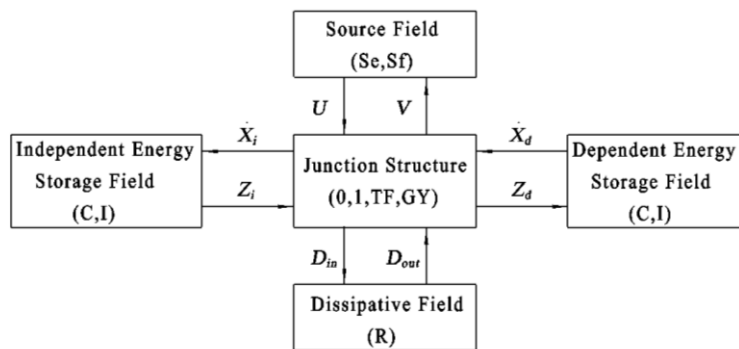 Source Field
(Se,Sf)
U
V
Ẋi
Ẋd
Independent Energy
Storage Field
(C,I)
Junction Structure
(0,1,TF,GY)
Dependent Energy
Storage Field
(C,I)
Zi
Zd
Din
Dout
Dissipative Field
(R)